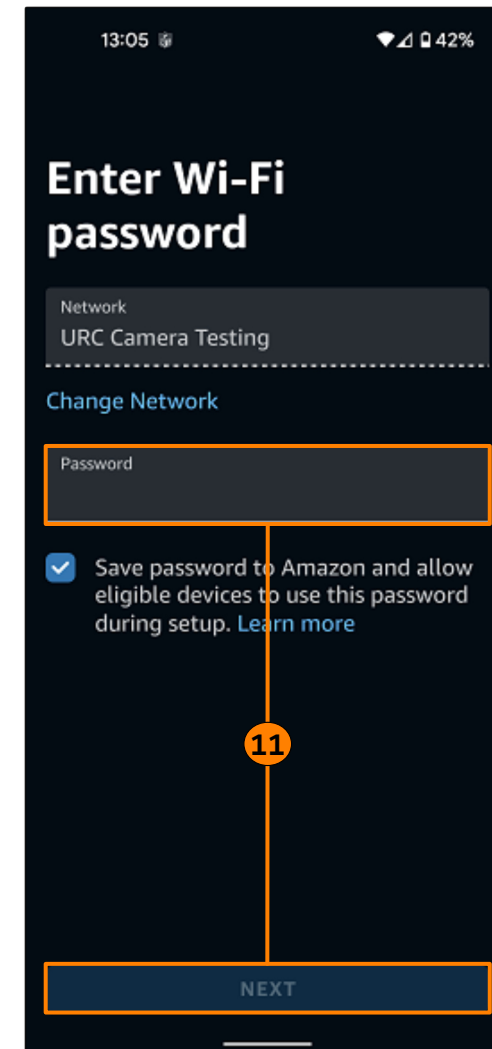 13:05 42%
Enter Wi-Fi
password
Network
URC Camera Testing
Change Network
Password
Save password to Amazon and allow
eligible devices to use this password
during setup. Learn more
11
NEXT